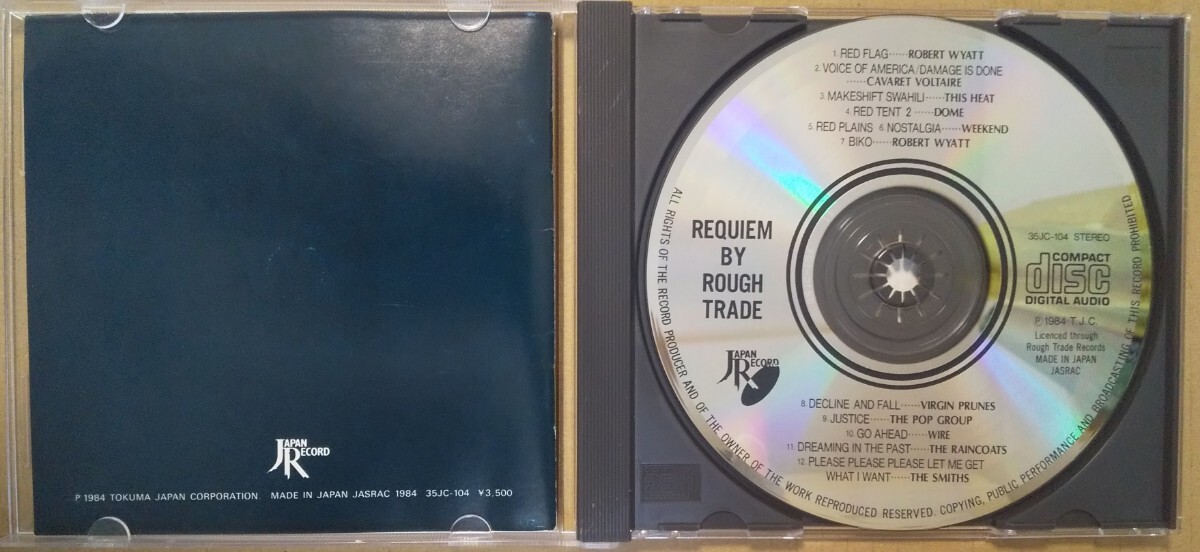 JAPAN
RECORD
P 1984 TOKUMA JAPAN CORPORATION. MADE IN JAPAN JASRAC 1984 35JC-104 ¥3,500
1. RED FLAG······ROBERT WYATT
2. VOICE OF AMERICA/DAMAGE IS DONE
······CAVARET VOLTAIRE
3. MAKESHIFT SWAHILI······THIS HEAT
4. RED TENT 2 ······DOME
5. RED PLAINS 6. NOSTALGIA······WEEKEND
7. BIKO······ROBERT WYATT
REQUIEM
BY
ROUGH
TRADE
JAPAN
RECORD
35JC-104 STEREO
COMPACT
disc
DIGITAL AUDIO
℗ 1984 T.J.C.
Licenced through
Rough Trade Records
MADE IN JAPAN
JASRAC
8. DECLINE AND FALL······VIRGIN PRUNES
9. JUSTICE······THE POP GROUP
10. GO AHEAD······WIRE
11. DREAMING IN THE PAST······THE RAINCOATS
12. PLEASE PLEASE PLEASE LET ME GET
WHAT I WANT······THE SMITHS
ALL RIGHTS OF THE RECORD PRODUCER AND OF THE OWNER OF THE WORK REPRODUCED RESERVED. COPYING, PUBLIC PERFORMANCE AND BROADCASTING OF THIS RECORD PROHIBITED